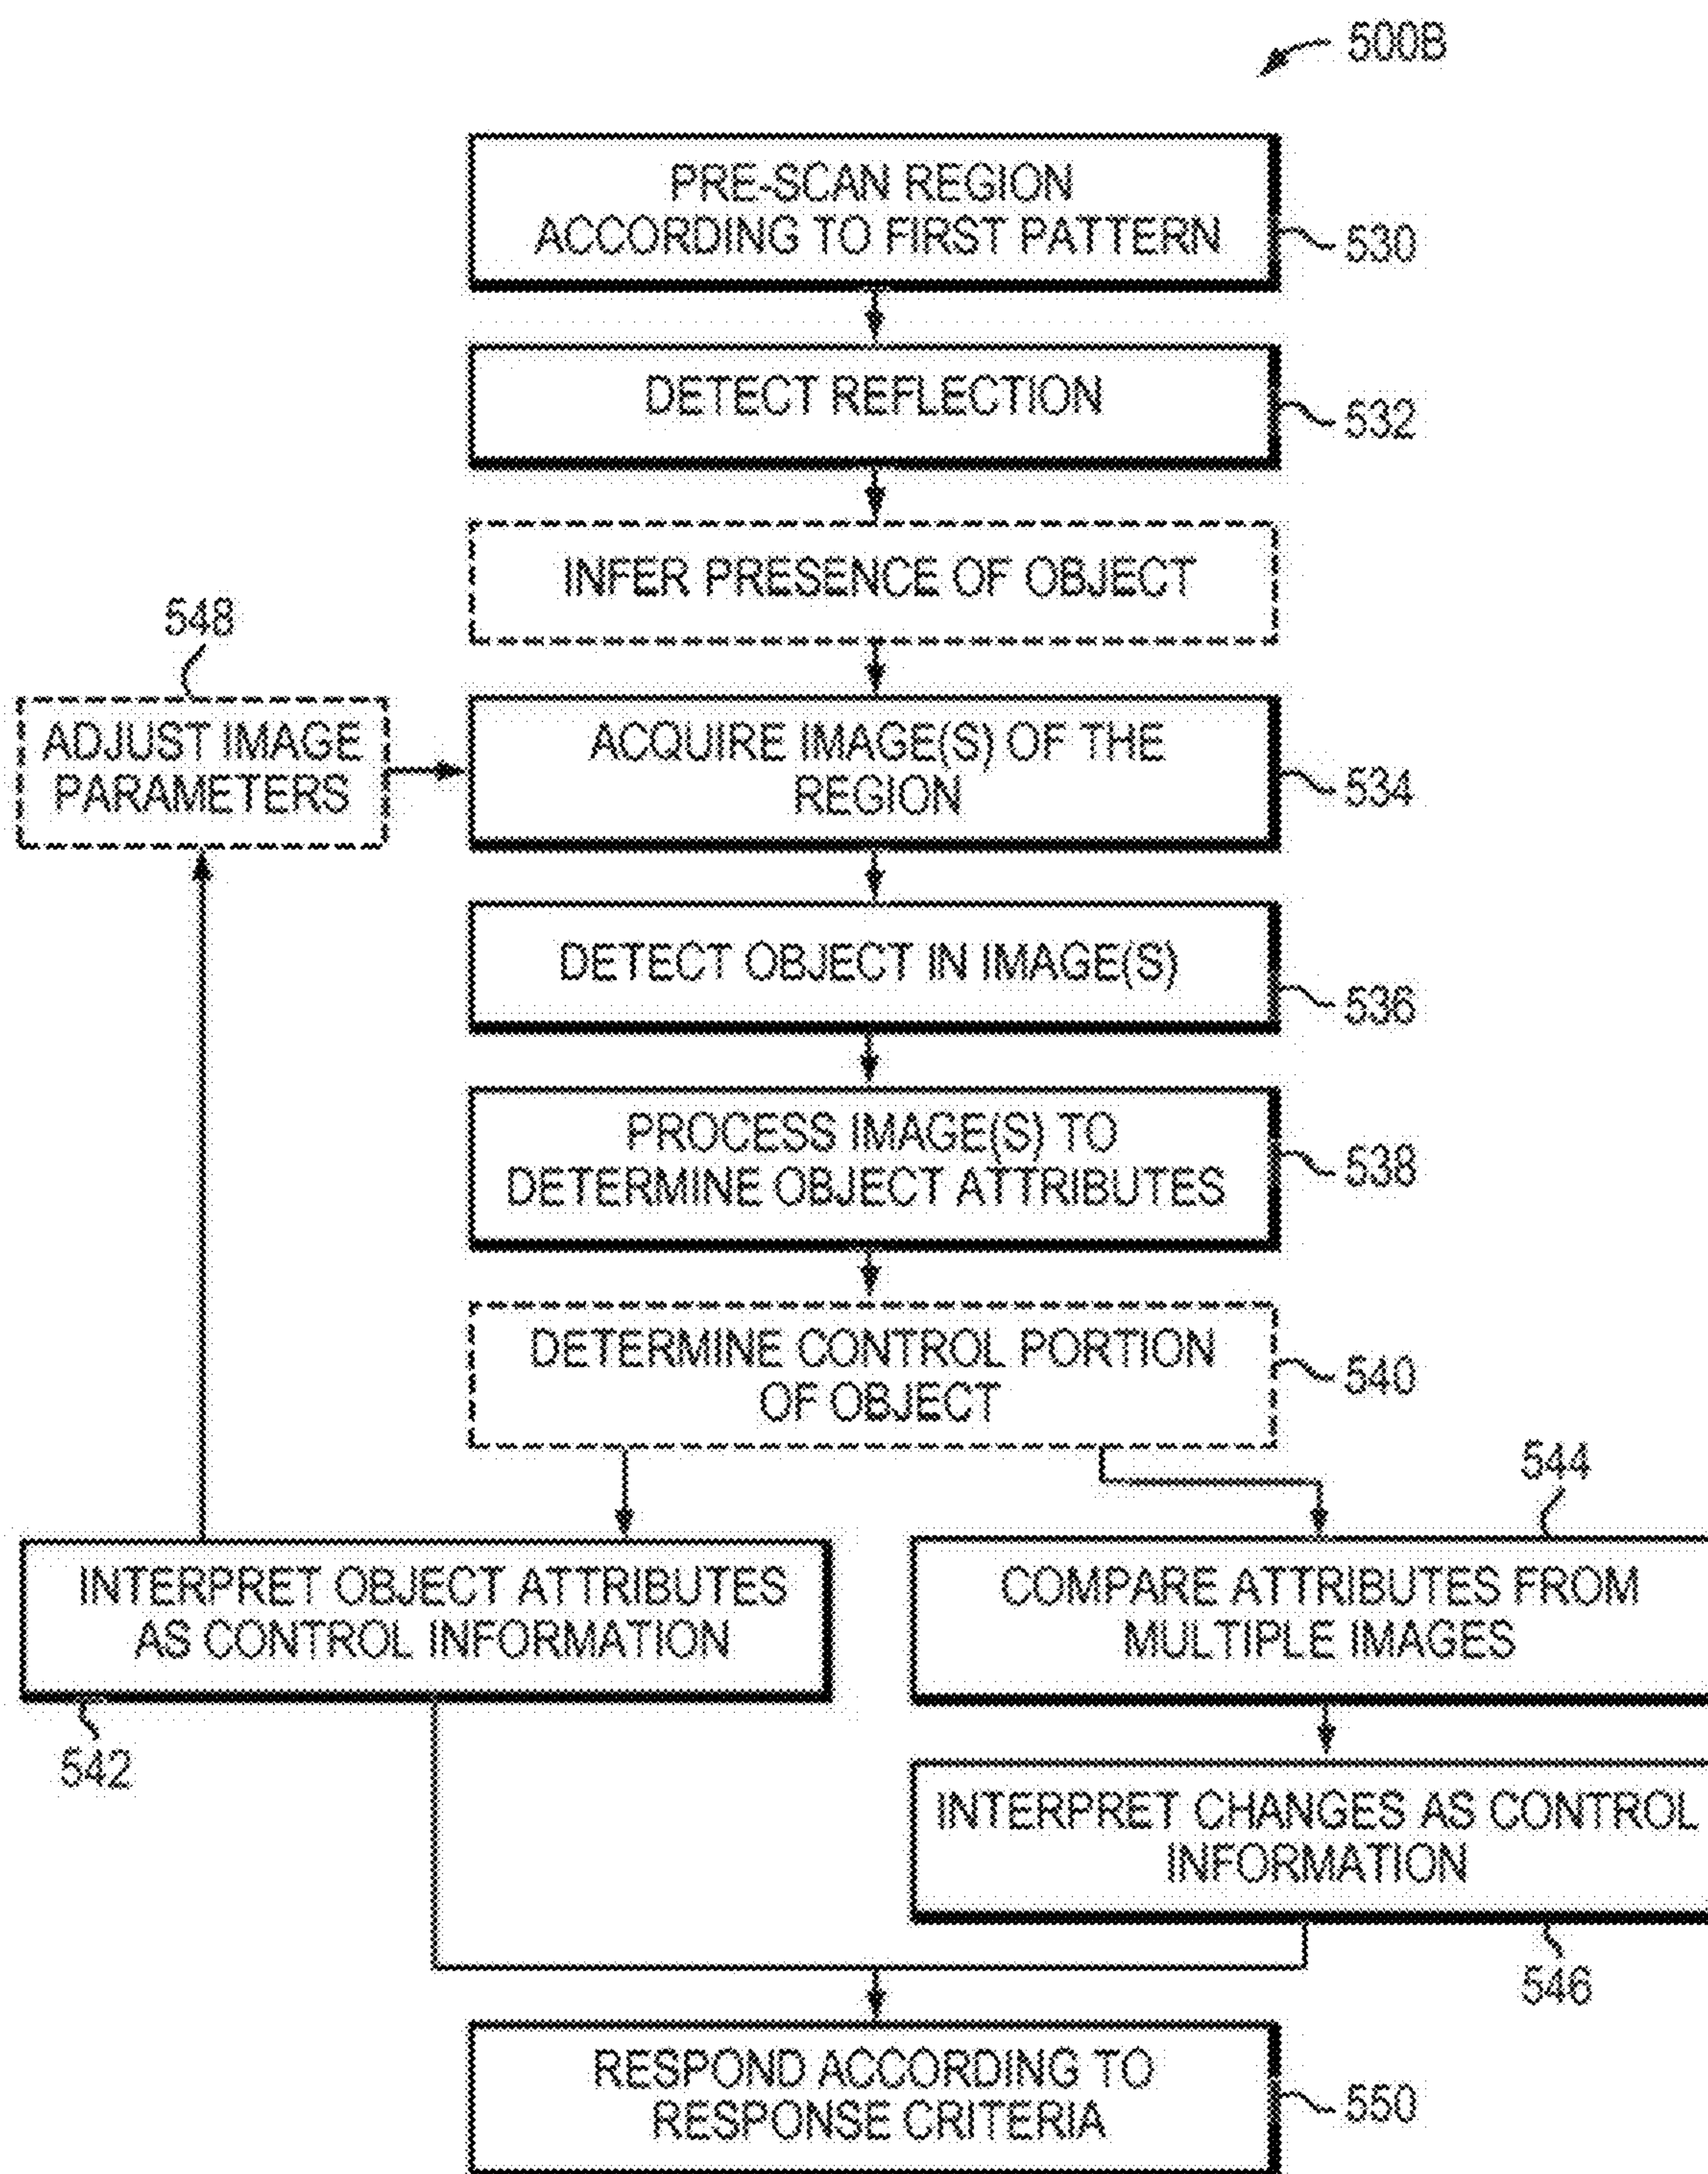 500B
PRE-SCAN REGION
ACCORDING TO FIRST PATTERN
530
DETECT REFLECTION
532
INFER PRESENCE OF OBJECT
548
ADJUST IMAGE
PARAMETERS
ACQUIRE IMAGE(S) OF THE
REGION
534
DETECT OBJECT IN IMAGE(S)
536
PROCESS IMAGE(S) TO
DETERMINE OBJECT ATTRIBUTES
538
DETERMINE CONTROL PORTION
OF OBJECT
540
544
INTERPRET OBJECT ATTRIBUTES
AS CONTROL INFORMATION
542
COMPARE ATTRIBUTES FROM
MULTIPLE IMAGES
INTERPRET CHANGES AS CONTROL
INFORMATION
546
RESPOND ACCORDING TO
RESPONSE CRITERIA
550